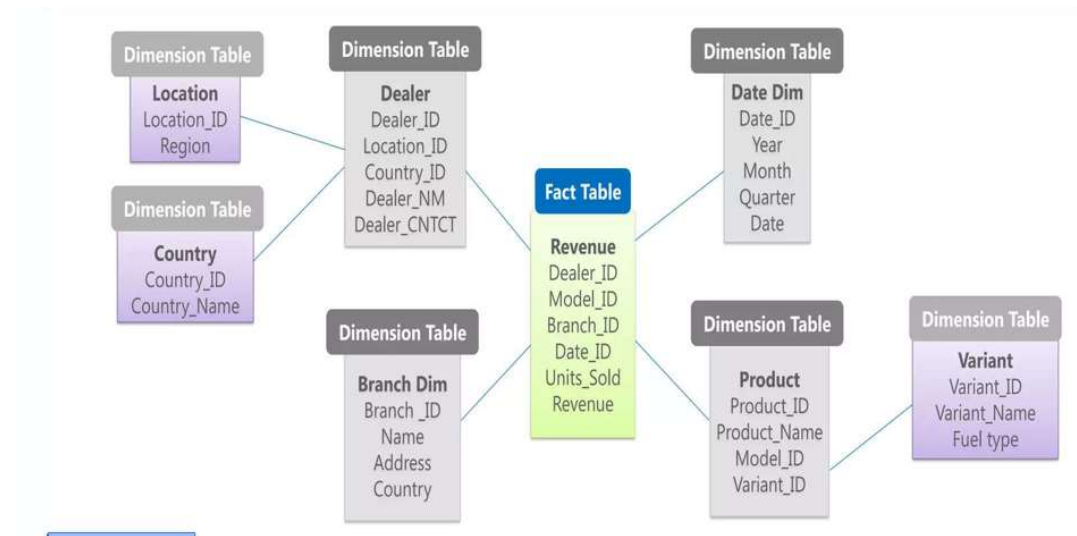 Dimension Table
Location
Location_ID
Region
Dimension Table
Country
Country_ID
Country_Name
Dimension Table
Dealer
Dealer_ID
Location_ID
Country_ID
Dealer_NM
Dealer_CNTCT
Dimension Table
Branch Dim
Branch _ID
Name
Address
Country
Fact Table
Revenue
Dealer_ID
Model_ID
Branch_ID
Date_ID
Units_Sold
Revenue
Dimension Table
Date Dim
Date_ID
Year
Month
Quarter
Date
Dimension Table
Product
Product_ID
Product_Name
Model_ID
Variant_ID
Dimension Table
Variant
Variant_ID
Variant_Name
Fuel type